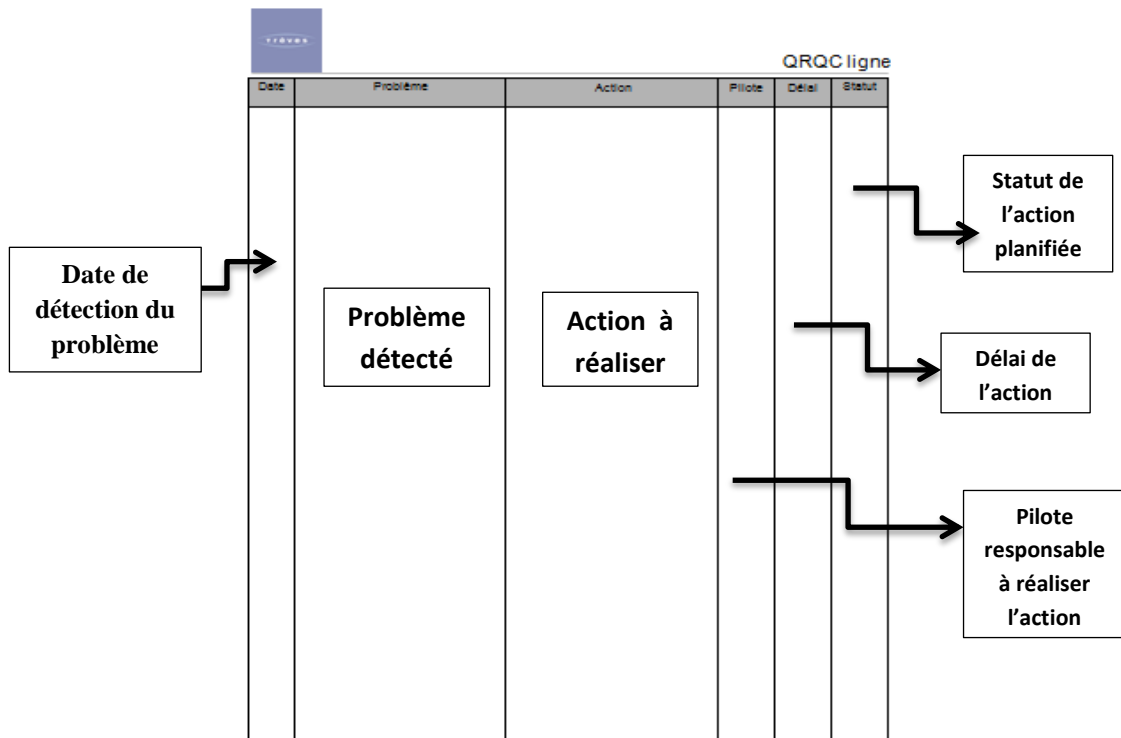 trèves
QRQC ligne
Date Problème Action Pilote Délai Statut
Statut de
l’action
planifiée
Date de
détection du
problème
Problème
détecté
Action à
réaliser
Délai de
l’action
Pilote
responsable
à réaliser
l’action